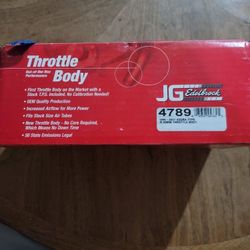 Throttle
Out-of-the-Box
Performance
Body
• First Throttle Body on the Market with a
Stock T.P.S. Included. No Calibration Needed!
• OEM Quality Production
• Increased Airflow for More Power
• Fits Stock Size Air Tubes
• New Throttle Body - No Core Required,
Which Means No Down Time
• 50 State Emissions Legal
JG
Edelbrock
4789
THROTTLE BODY